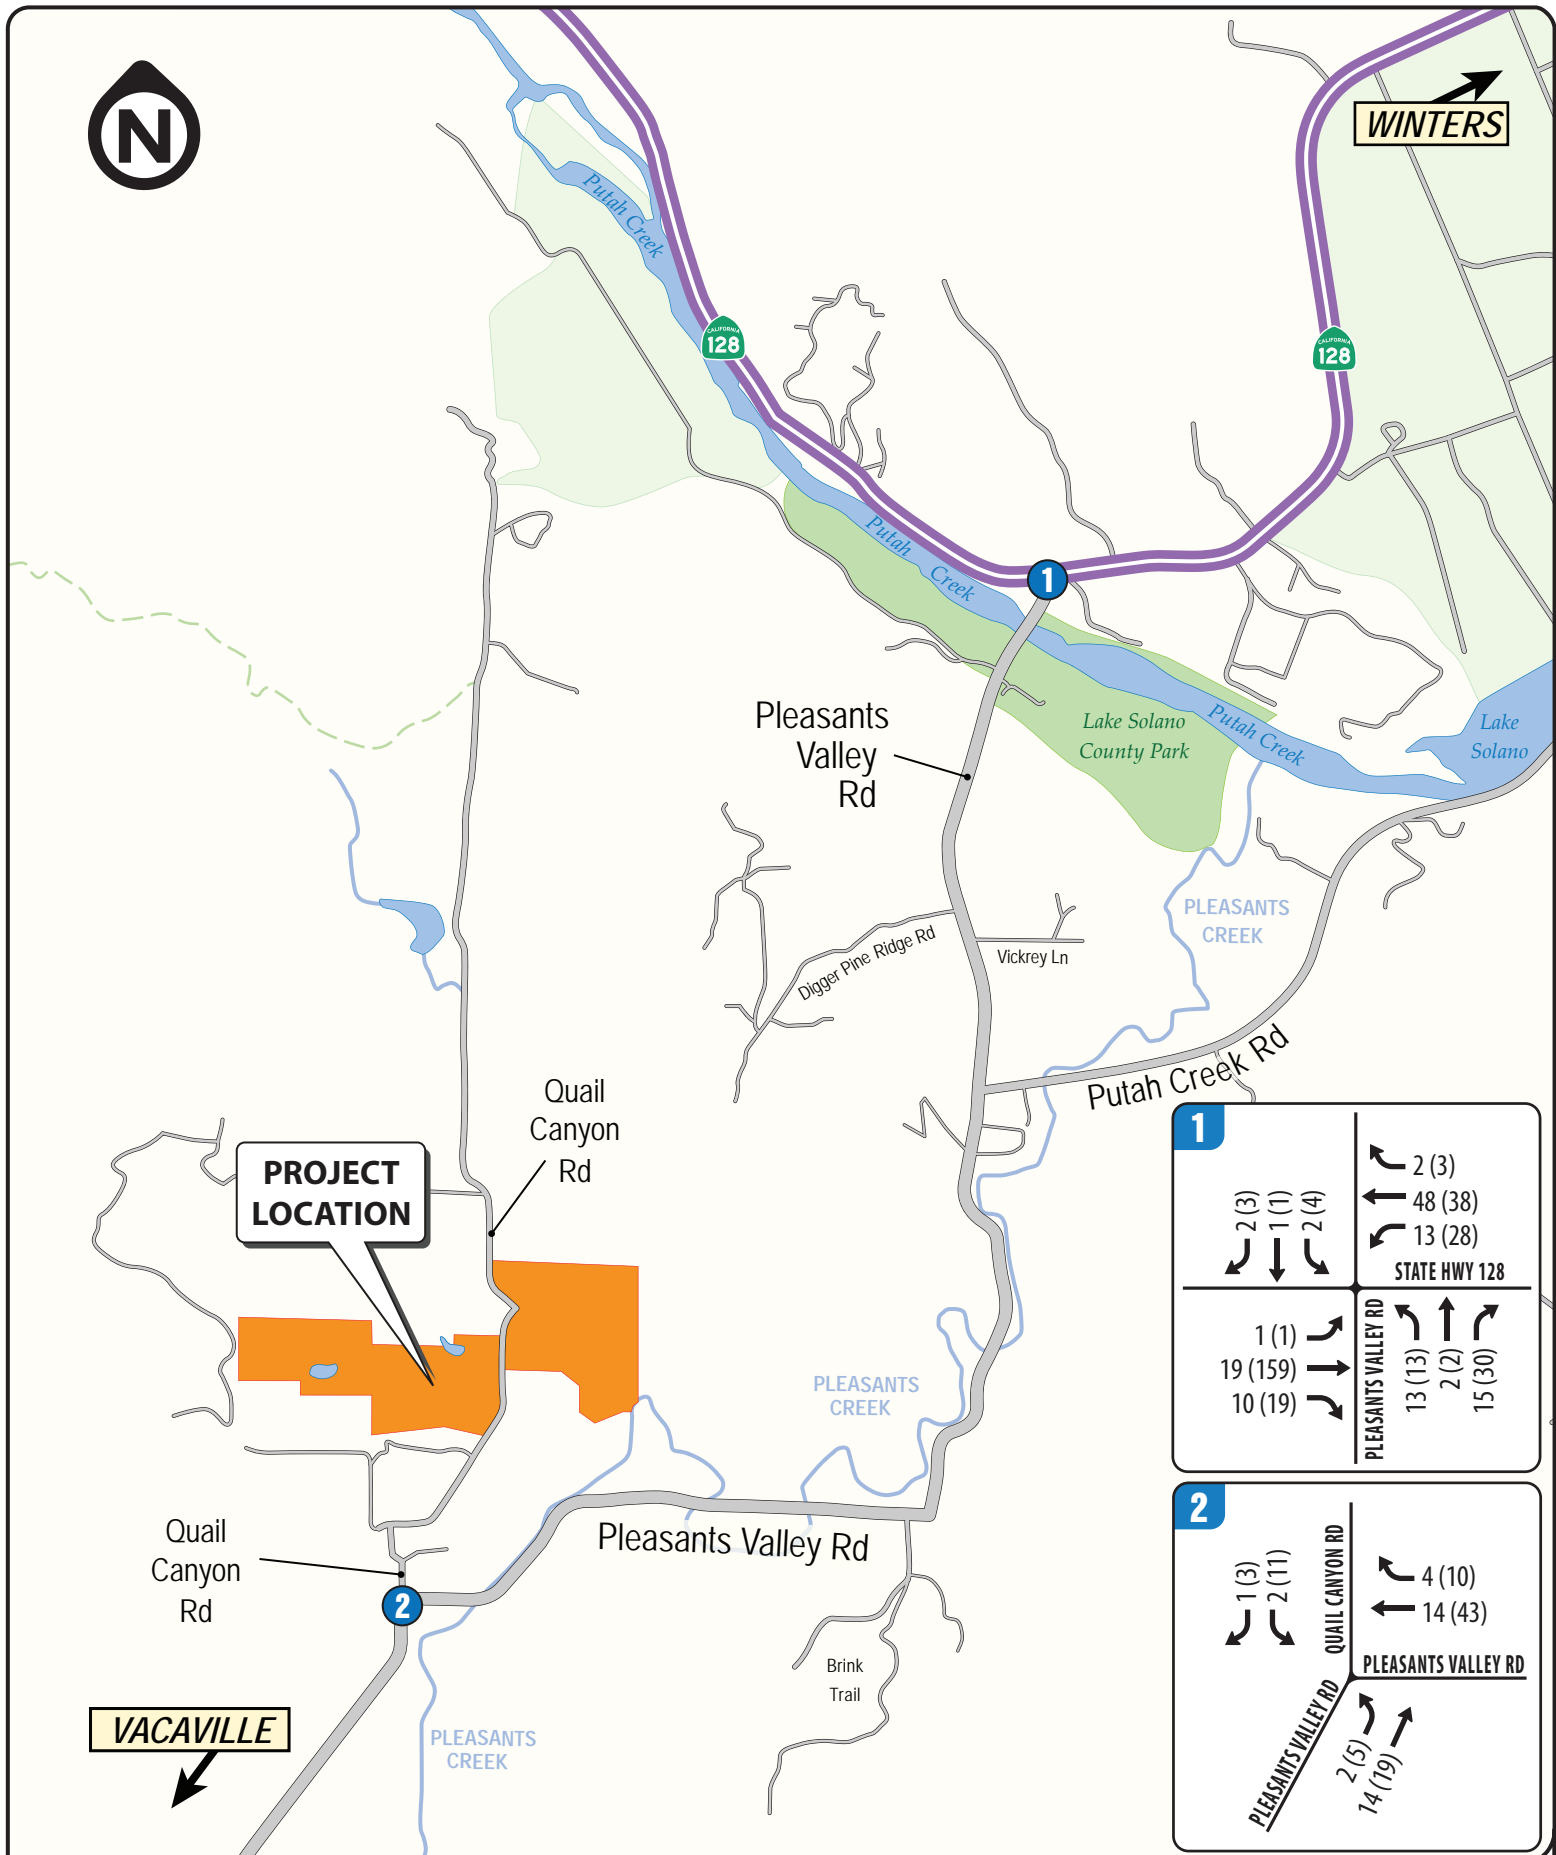 N
WINTERS
Putah Creek
CALIFORNIA
128
CALIFORNIA
128
Putah
Creek
1
Pleasants
Valley
Rd
Lake Solano
County Park
Putah Creek
Lake
Solano
PLEASANTS
CREEK
Digger Pine Ridge Rd
Vickrey Ln
Putah Creek Rd
Quail
Canyon
Rd
PROJECT
LOCATION
PLEASANTS
CREEK
Pleasants Valley Rd
Quail
Canyon
Rd
2
Brink
Trail
VACAVILLE
PLEASANTS
CREEK
1
2 (3)
1 (1)
2 (4)
2 (3)
48 (38)
13 (28)
STATE HWY 128
PLEASANTS VALLEY RD
1 (1)
19 (159)
10 (19)
13 (13)
2 (2)
15 (30)
2
1 (3)
2 (11)
QUAIL CANYON RD
4 (10)
14 (43)
PLEASANTS VALLEY RD
PLEASANTS VALLEY RD
2 (5)
14 (19)